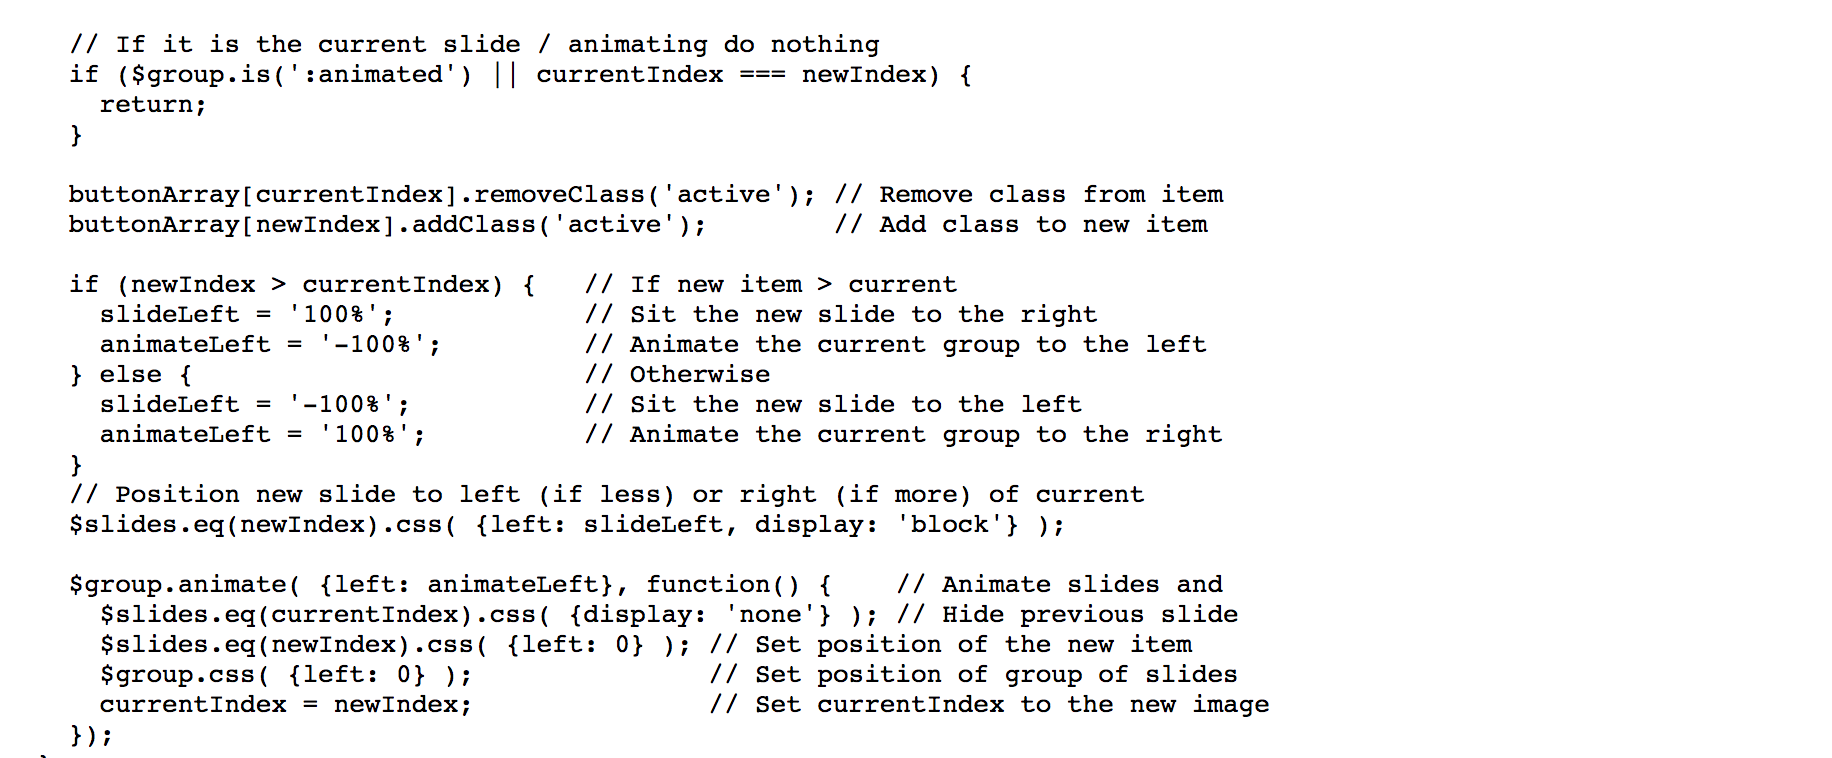 // If it is the current slide / animating do nothing
if ($group.is(':animated') || currentIndex === newIndex) {
  return;
}

buttonArray[currentIndex].removeClass('active'); // Remove class from item
buttonArray[newIndex].addClass('active');        // Add class to new item

if (newIndex > currentIndex) {   // If new item > current
  slideLeft = '100%';            // Sit the new slide to the right
  animateLeft = '-100%';         // Animate the current group to the left
} else {                         // Otherwise
  slideLeft = '-100%';           // Sit the new slide to the left
  animateLeft = '100%';          // Animate the current group to the right
}
// Position new slide to left (if less) or right (if more) of current
$slides.eq(newIndex).css( {left: slideLeft, display: 'block'} );

$group.animate( {left: animateLeft}, function() {    // Animate slides and
  $slides.eq(currentIndex).css( {display: 'none'} ); // Hide previous slide
  $slides.eq(newIndex).css( {left: 0} ); // Set position of the new item
  $group.css( {left: 0} );               // Set position of group of slides
  currentIndex = newIndex;               // Set currentIndex to the new image
});